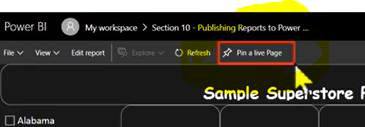 Power BI My workspace > Section 10 - Publishing Reports to Power ...
File View Edit report Explore Refresh Pin a live Page
Sample Superstore
Alabama